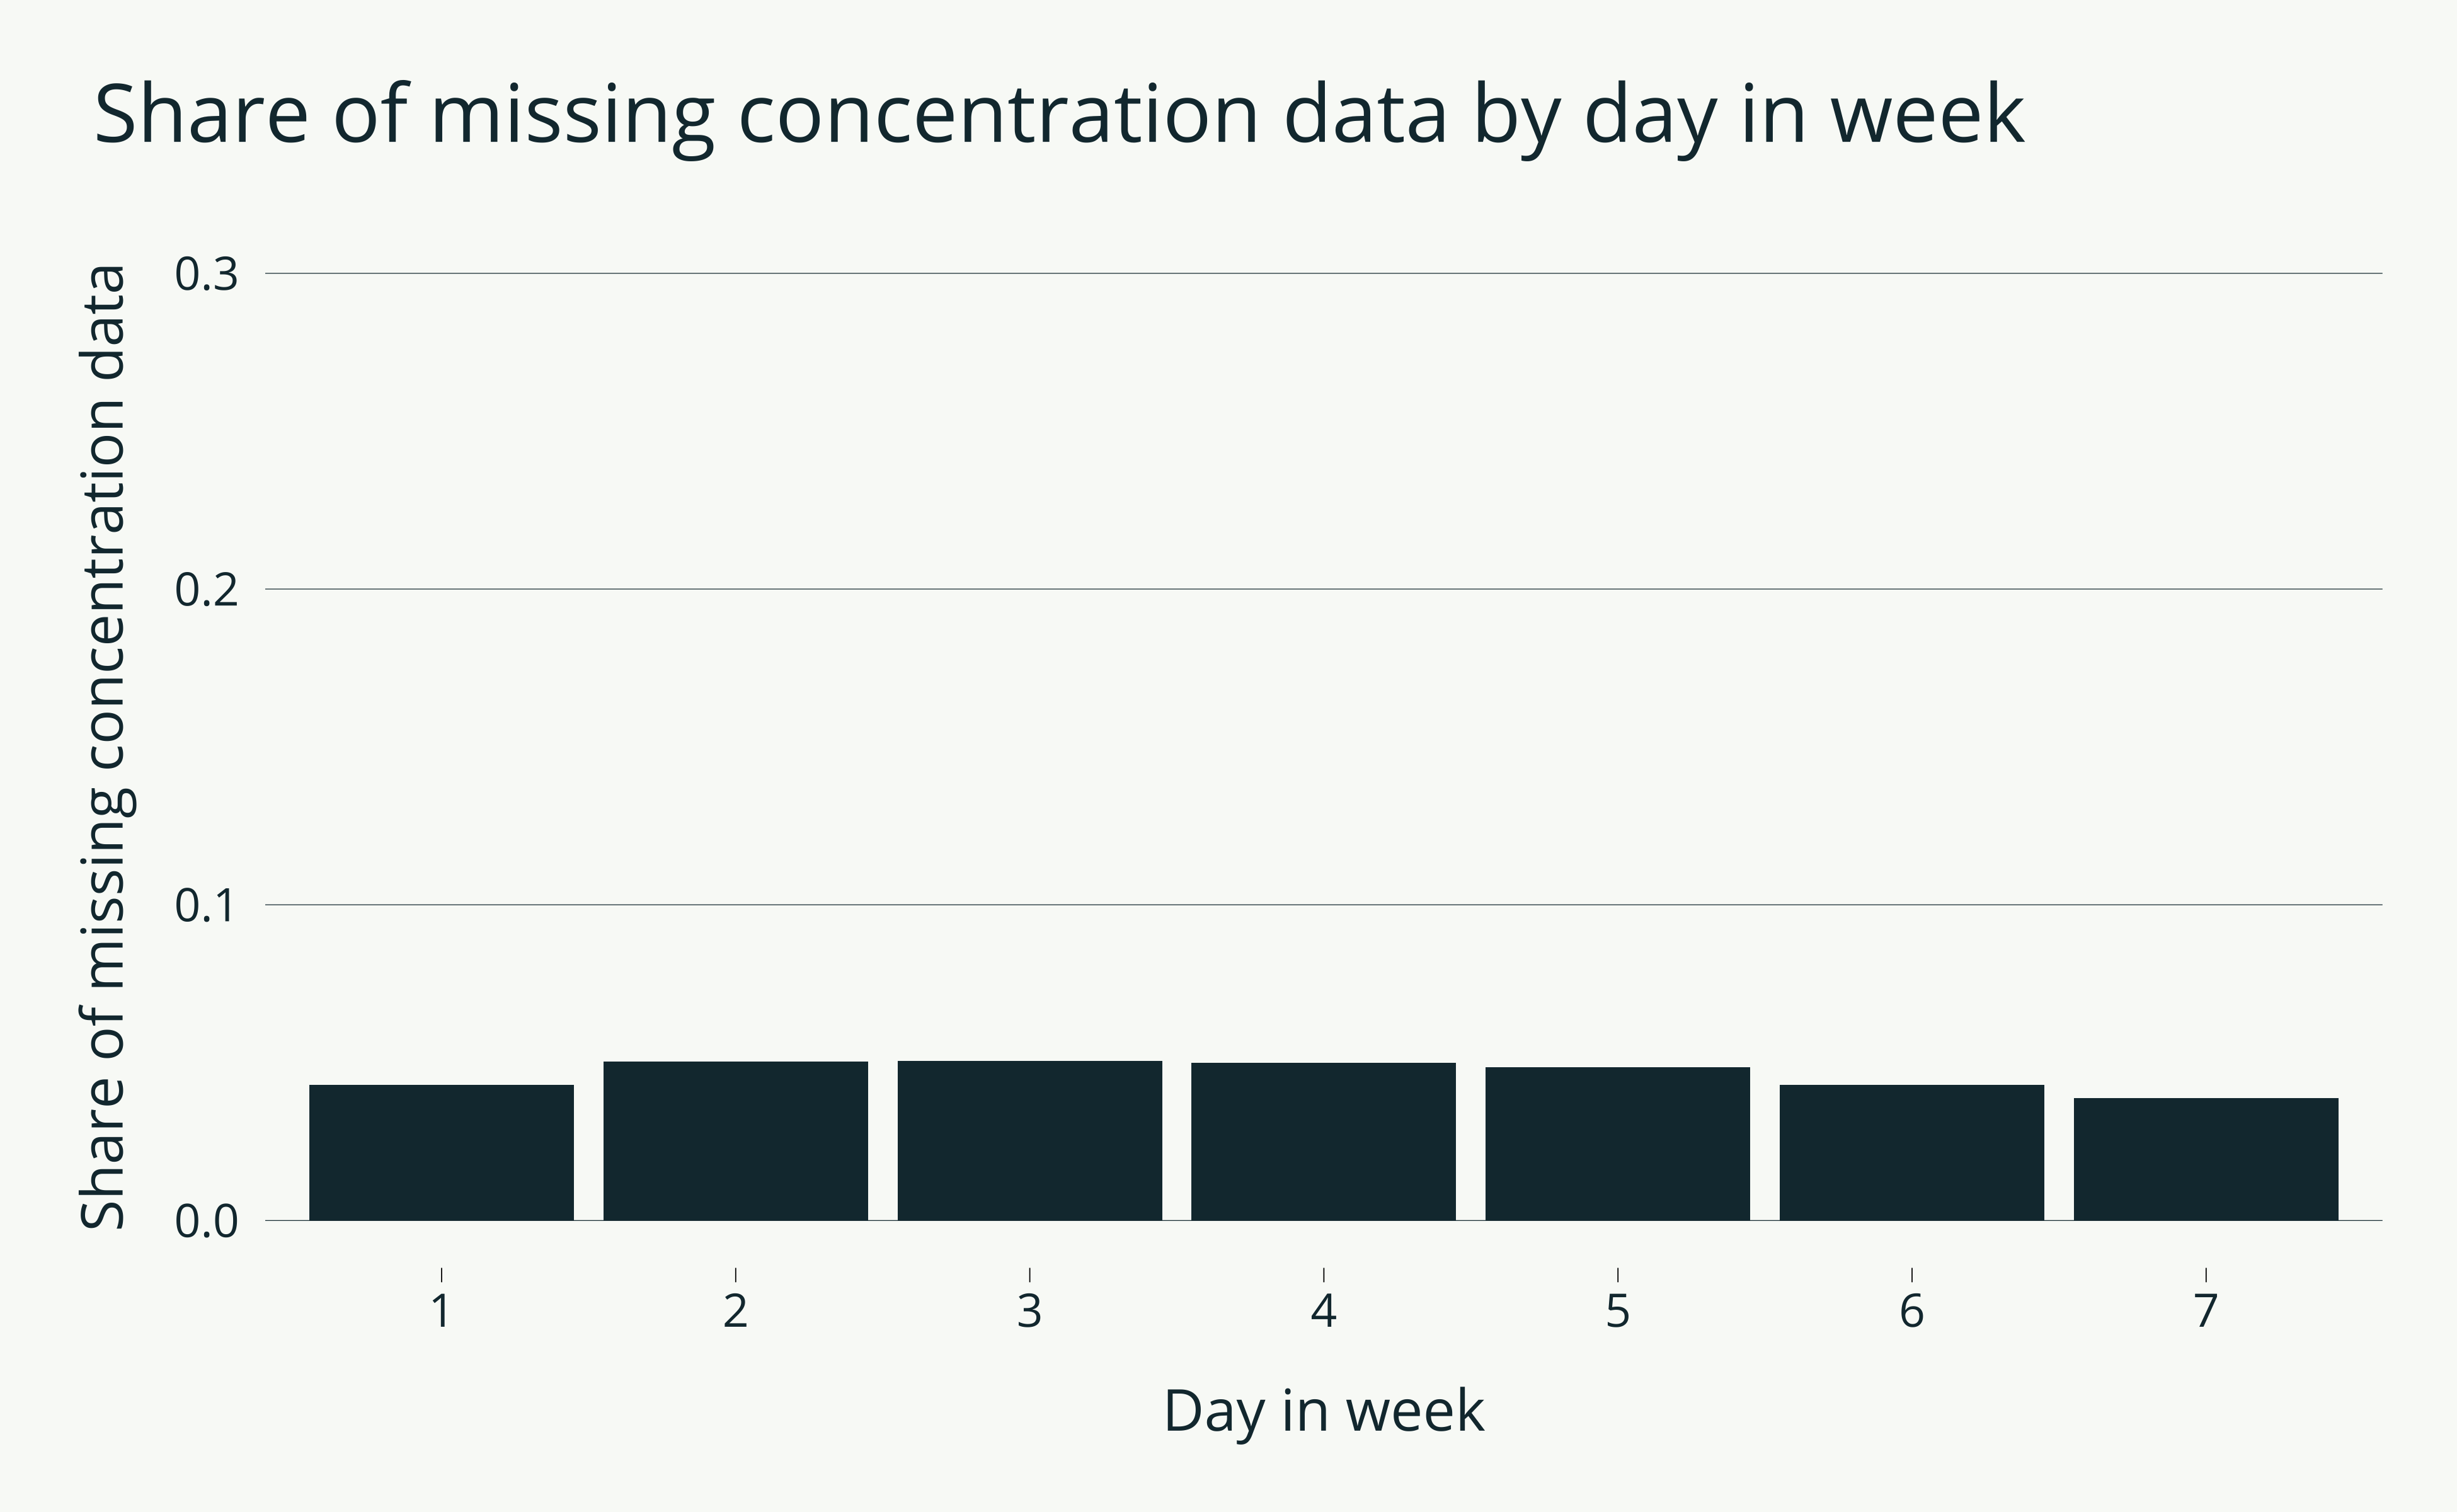 Share of missing concentration data by day in week
Share of missing concentration data
0.3
0.2
0.1
0.0
1 2 3 4 5 6 7
Day in week